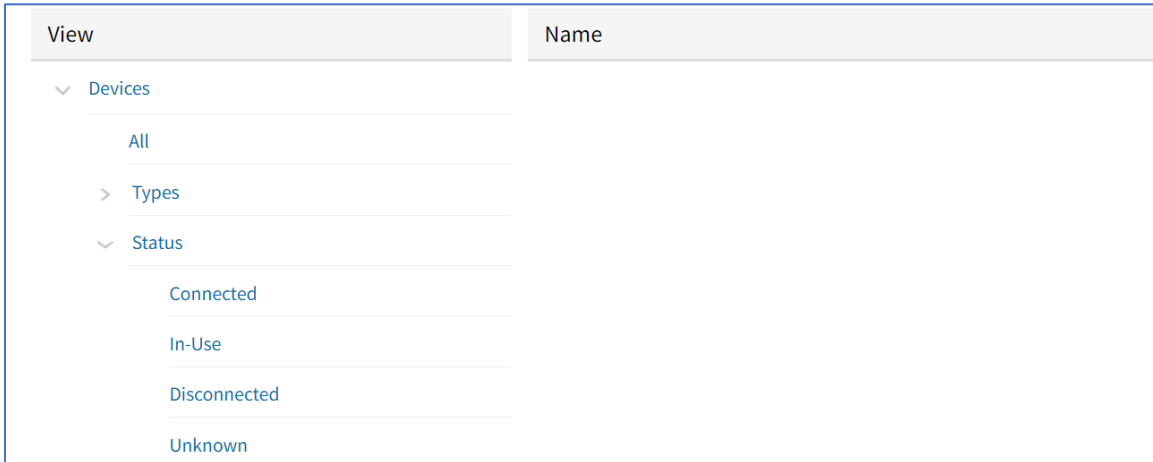 View
Name
Devices
All
Types
Status
Connected
In-Use
Disconnected
Unknown